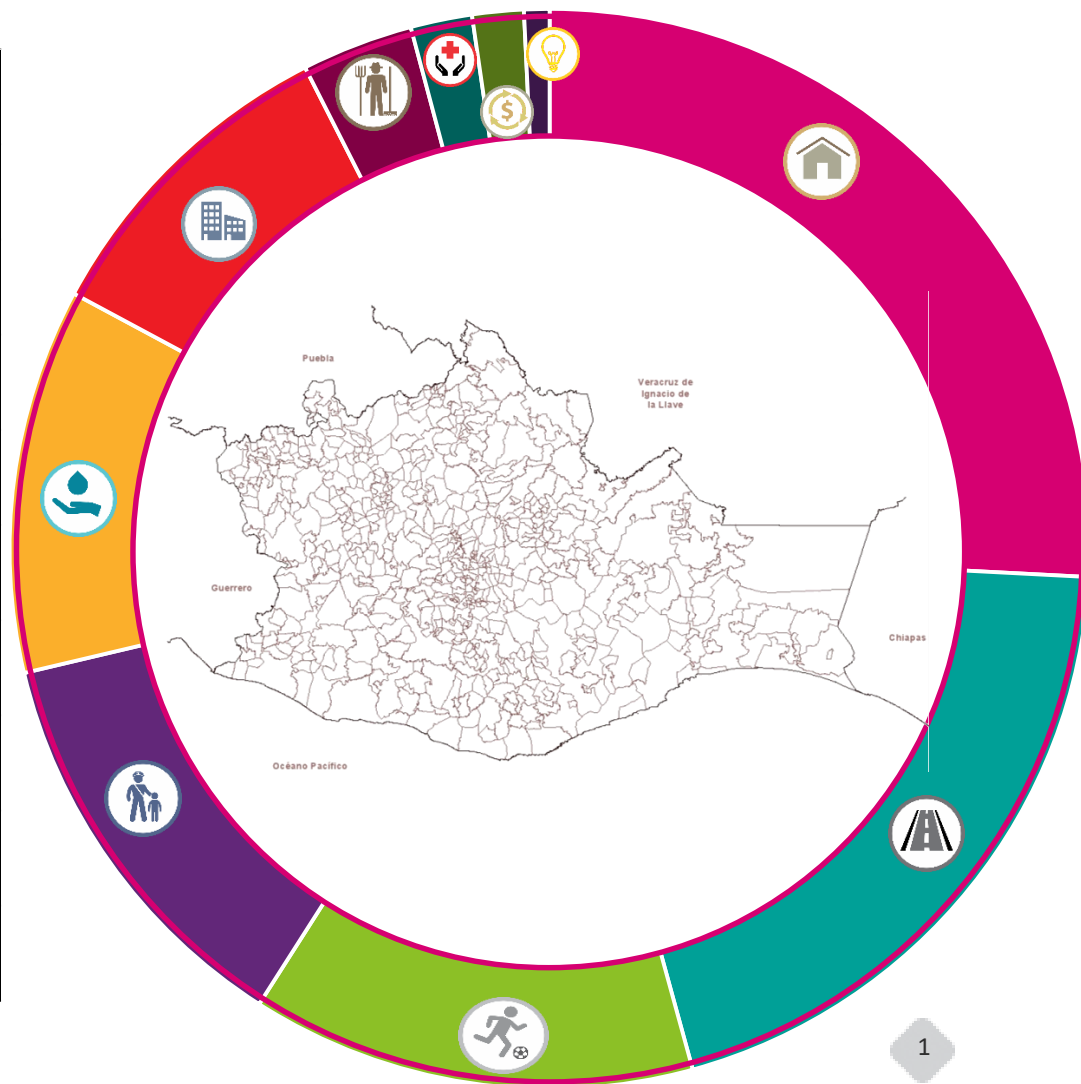 $
Puebla
Veracruz de
Ignacio de
la Llave
Guerrero
Chiapas
Océano Pacífico
1